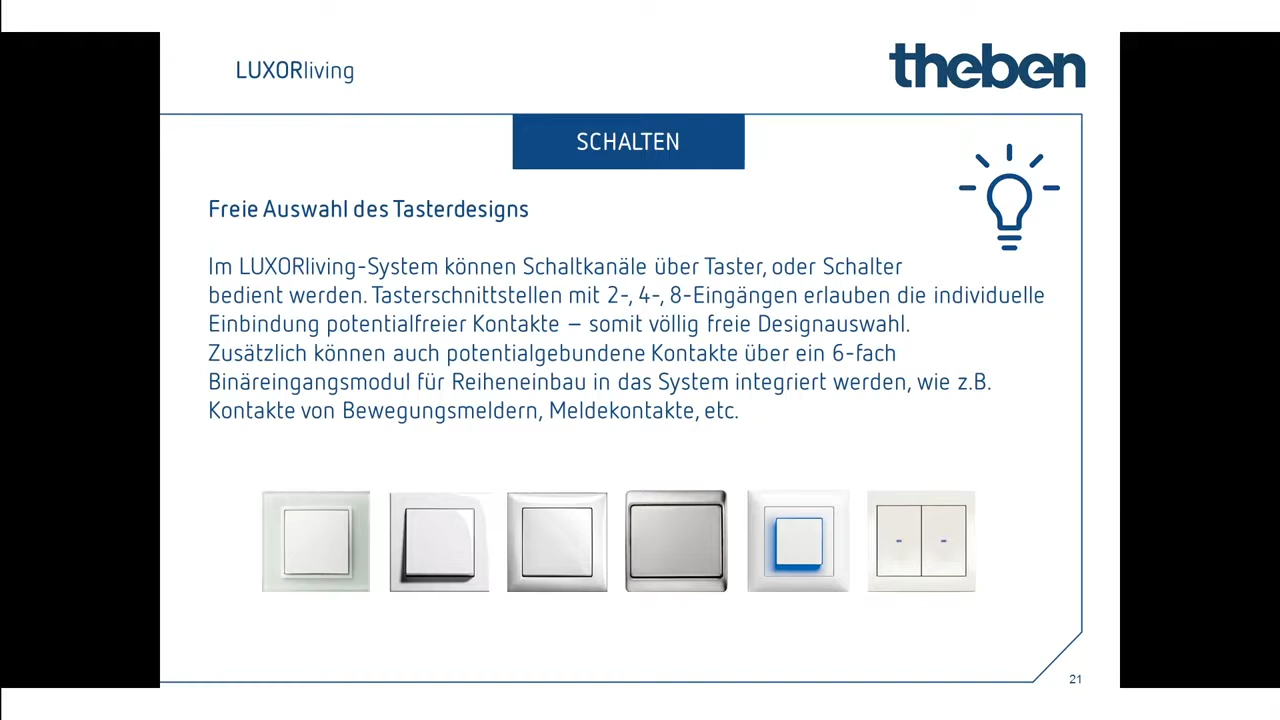 LUXORliving
theben
SCHALTEN
Freie Auswahl des Tasterdesigns
Im LUXORliving-System können Schaltkanäle über Taster, oder Schalter
bedient werden. Tasterschnittstellen mit 2-, 4-, 8-Eingängen erlauben die individuelle
Einbindung potentialfreier Kontakte – somit völlig freie Designauswahl.
Zusätzlich können auch potentialgebundene Kontakte über ein 6-fach
Binäreingangsmodul für Reiheneinbau in das System integriert werden, wie z.B.
Kontakte von Bewegungsmeldern, Meldekontakte, etc.
21